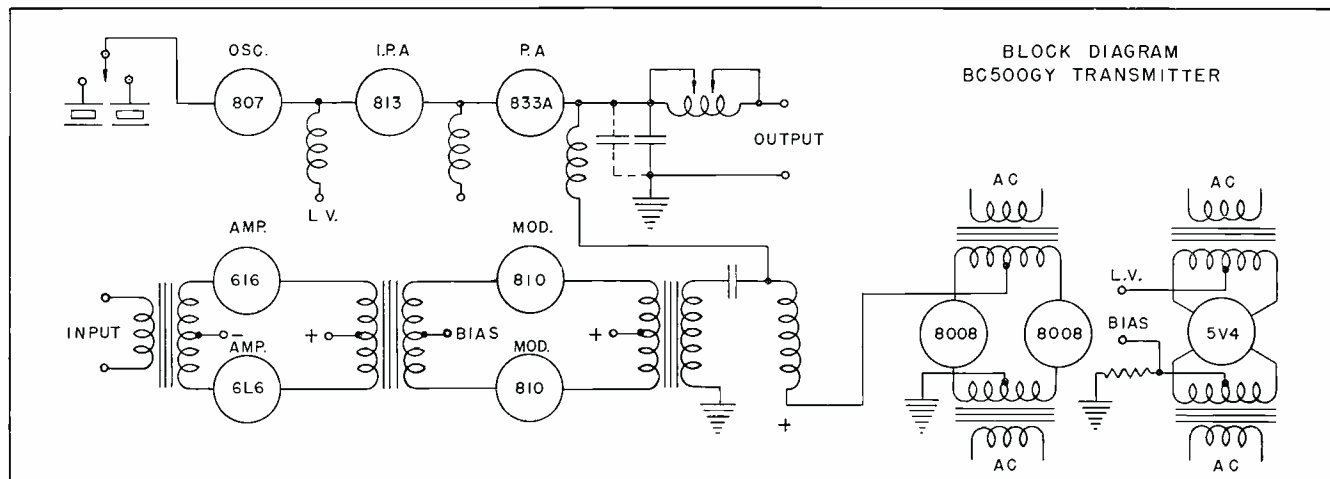 BLOCK DIAGRAM
BC500GY TRANSMITTER
OSC.
I.P.A
P.A
807
813
833A
OUTPUT
L.V.
AMP.
MOD.
616
810
INPUT
-
+
BIAS
+
AMP.
MOD.
6L6
810
+
AC
AC
L.V.
8008
8008
BIAS
5V4
AC
AC